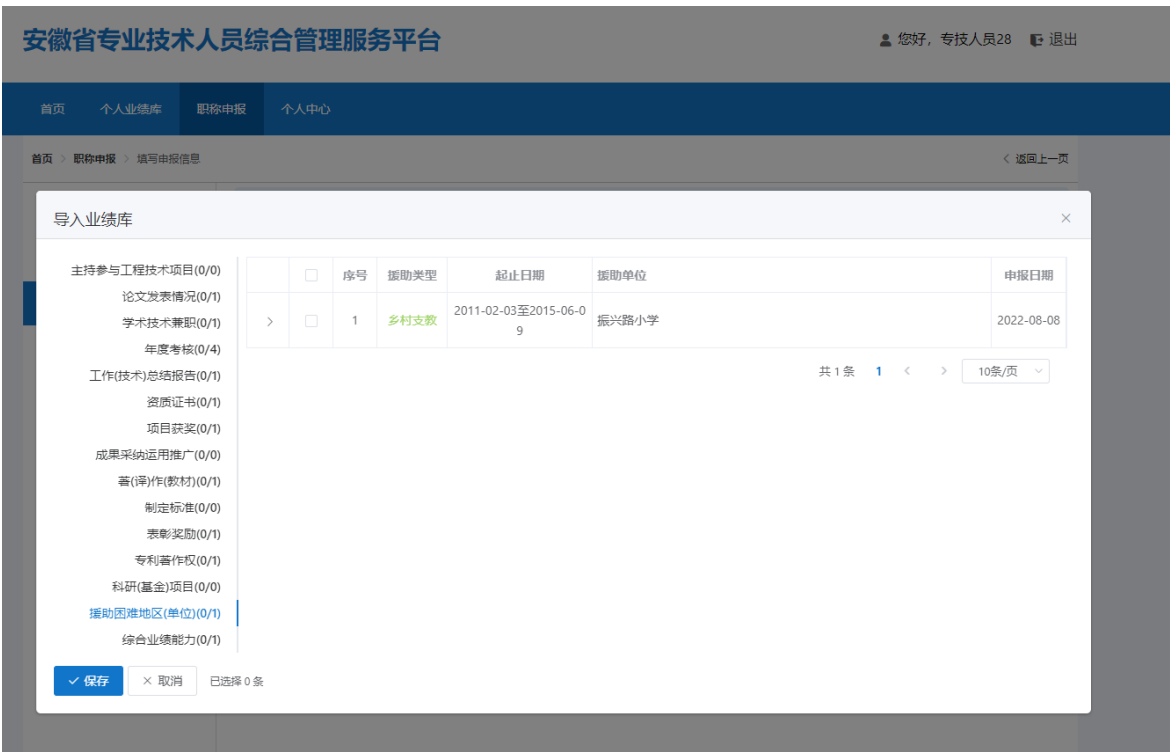 安徽省专业技术人员综合管理服务平台
您好，专技人员28 退出
首页 个人业绩库 职称申报 个人中心
首页 > 职称申报 > 填写申报信息 < 返回上一页
导入业绩库 ×
主持参与工程技术项目(0/0)
论文发表情况(0/1)
学术技术兼职(0/1)
年度考核(0/4)
工作(技术)总结报告(0/1)
资质证书(0/1)
项目获奖(0/1)
成果采纳运用推广(0/0)
著(译)作(教材)(0/1)
制定标准(0/0)
表彰奖励(0/1)
专利著作权(0/1)
科研(基金)项目(0/0)
援助困难地区(单位)(0/1)
综合业绩能力(0/1)
序号 援助类型 起止日期 援助单位 申报日期
1 乡村支教 2011-02-03至2015-06-0
9 振兴路小学 2022-08-08
共 1 条 1 < > 10条/页
保存 × 取消 已选择 0 条